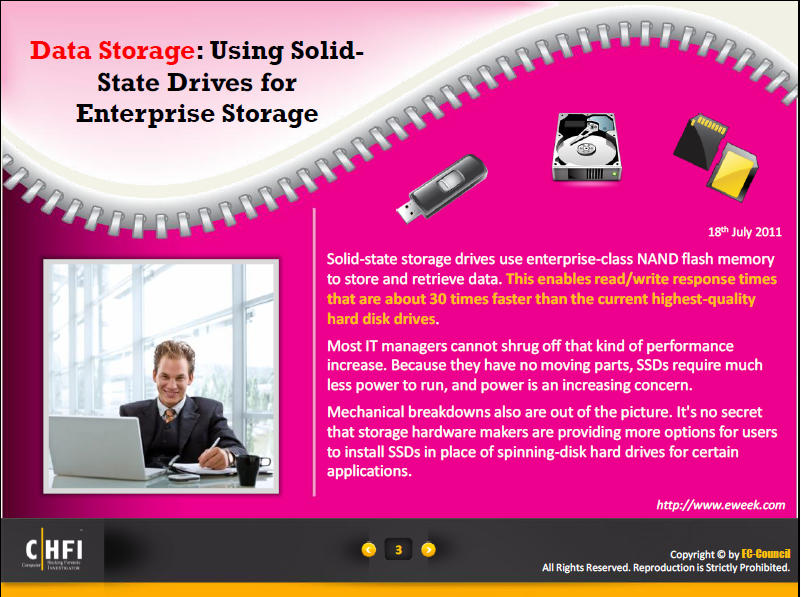 Data Storage: Using Solid-
State Drives for
Enterprise Storage
18th July 2011
Solid-state storage drives use enterprise-class NAND flash memory
to store and retrieve data. This enables read/write response times
that are about 30 times faster than the current highest-quality
hard disk drives.
Most IT managers cannot shrug off that kind of performance
increase. Because they have no moving parts, SSDs require much
less power to run, and power is an increasing concern.
Mechanical breakdowns also are out of the picture. It's no secret
that storage hardware makers are providing more options for users
to install SSDs in place of spinning-disk hard drives for certain
applications.
http://www.eweek.com
CHFI
Computer Hacking Forensic
INVESTIGATOR
3
Copyright © by EC-Council
All Rights Reserved. Reproduction is Strictly Prohibited.